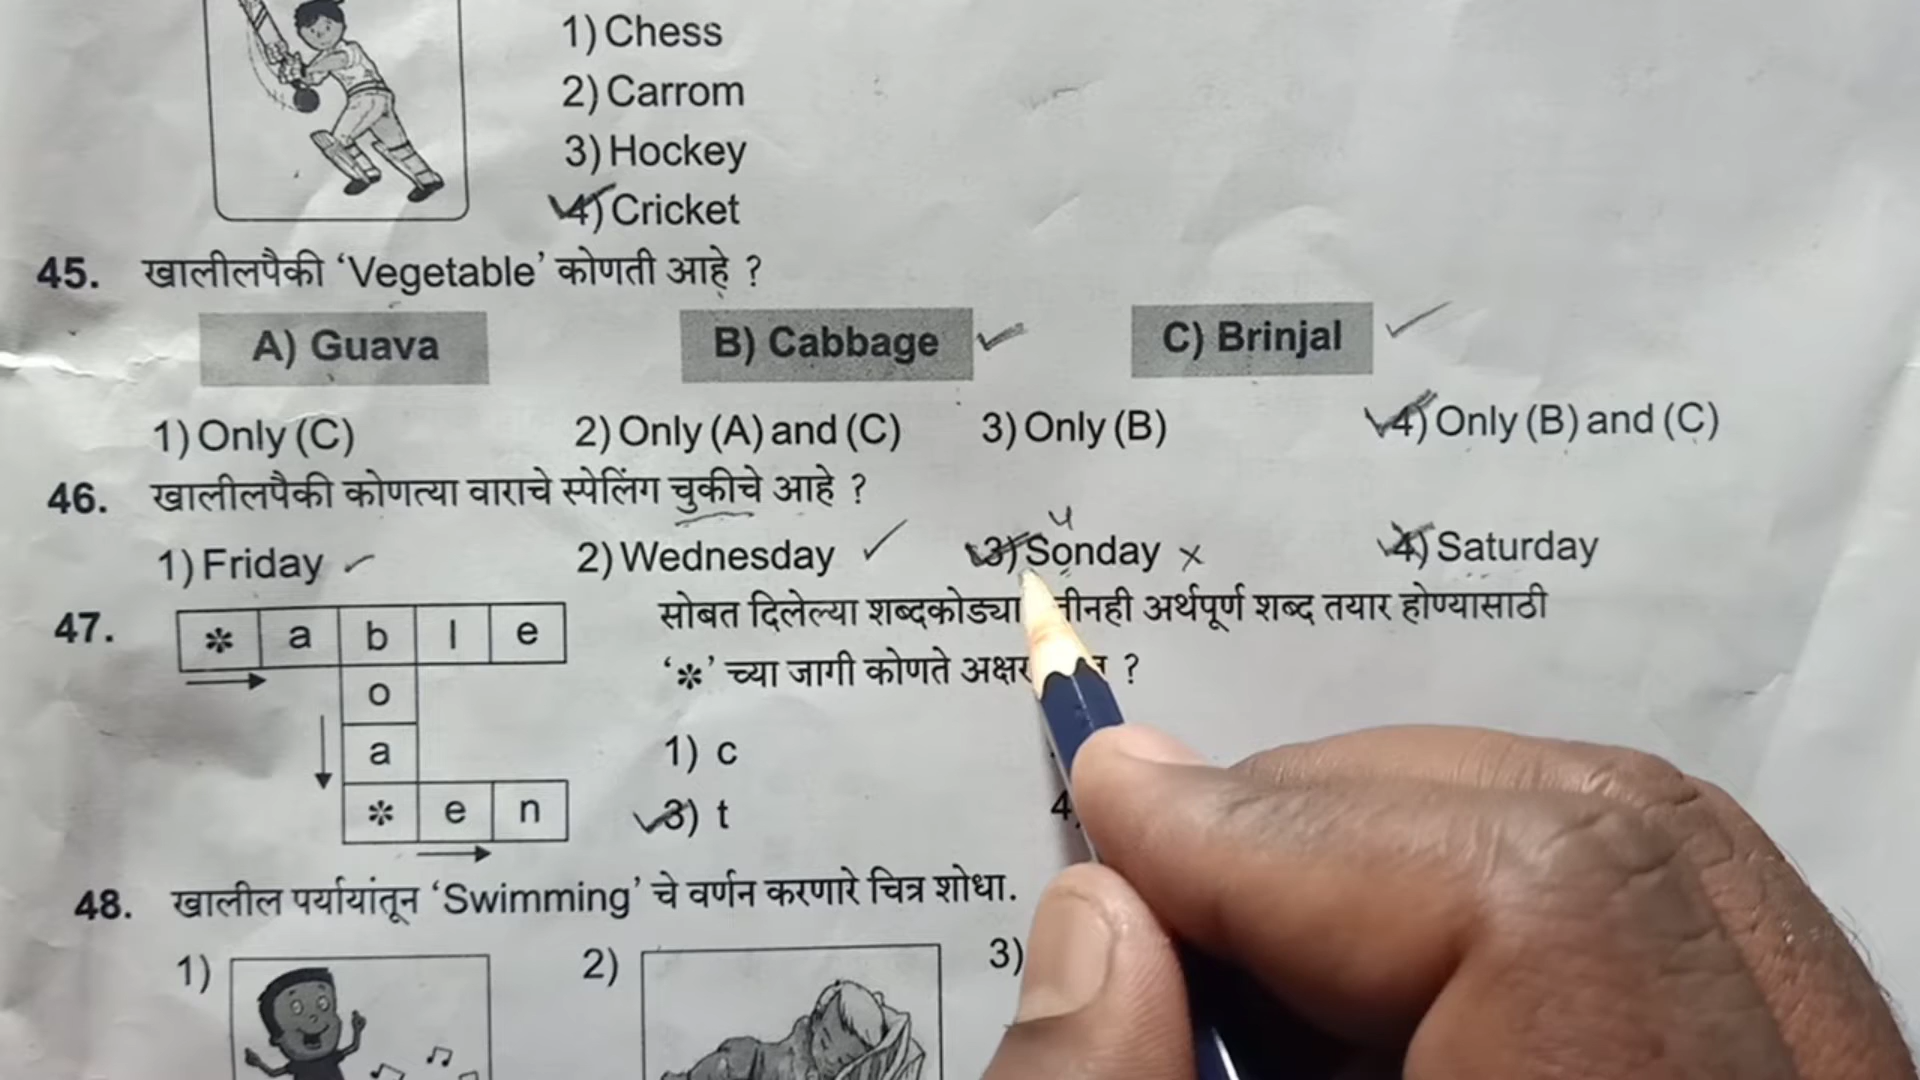 1) Chess
2) Carrom
3) Hockey
4) Cricket
45. खालीलपैकी ‘Vegetable’ कोणती आहे ?
A) Guava B) Cabbage C) Brinjal
1) Only (C) 2) Only (A) and (C) 3) Only (B) 4) Only (B) and (C)
46. खालीलपैकी कोणत्या वाराचे स्पेलिंग चुकीचे आहे ?
u
1) Friday 2) Wednesday 3) Sonday x 4) Saturday
47. * a b l e सोबत दिलेल्या शब्दकोड्या अर्थपूर्ण शब्द तयार होण्यासाठी
o ‘*’ च्या जागी कोणते अक्षर ?
a 1) c
* e n 3) t 4
48. खालील पर्यायांतून ‘Swimming’ चे वर्णन करणारे चित्र शोधा.
1) 2) 3)